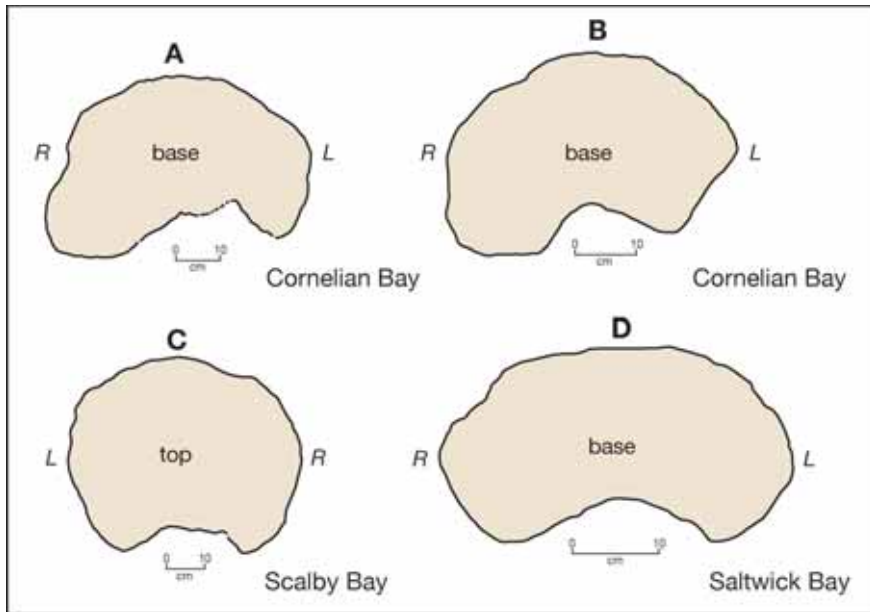 A
R
base
L
0 10
cm
Cornelian Bay
B
R
base
L
0 10
cm
Cornelian Bay
C
L
top
R
0 10
cm
Scalby Bay
D
R
base
L
0 10
cm
Saltwick Bay